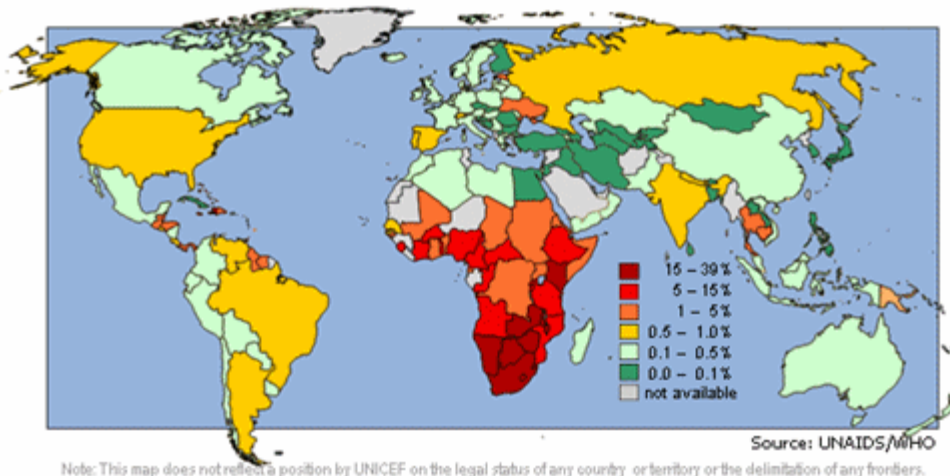 15 – 39%
5 – 15%
1 – 5%
0.5 – 1.0%
0.1 – 0.5%
0.0 – 0.1%
not available
Source: UNAIDS/WHO
Note: This map does not reflect a position by UNICEF on the legal status of any country or territory or the delimitation of any frontiers.